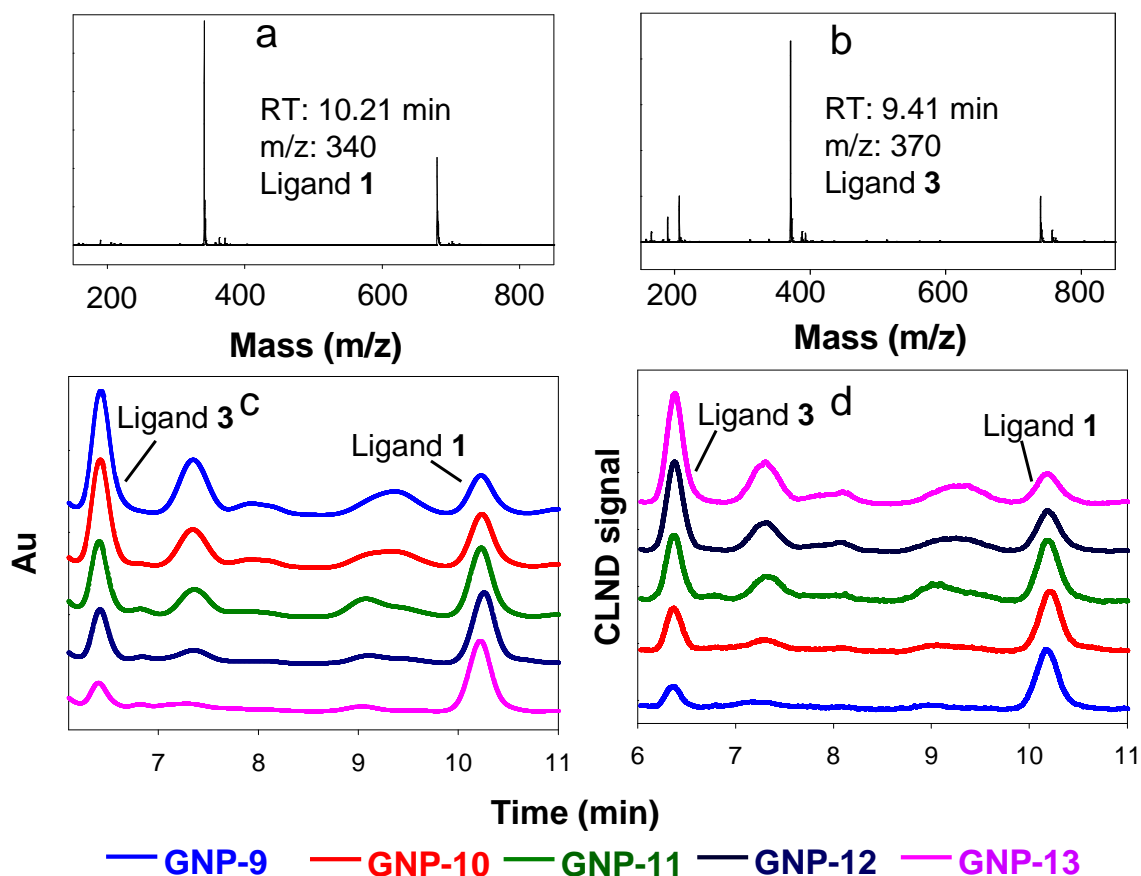 a
RT: 10.21 min
m/z: 340
Ligand 1
200 400 600 800
Mass (m/z)
b
RT: 9.41 min
m/z: 370
Ligand 3
200 400 600 800
Mass (m/z)
Ligand 3 c
Ligand 1
Au
7 8 9 10 11
Ligand 3 d
Ligand 1
CLND signal
6 7 8 9 10 11
Time (min)
GNP-9 GNP-10 GNP-11 GNP-12 GNP-13